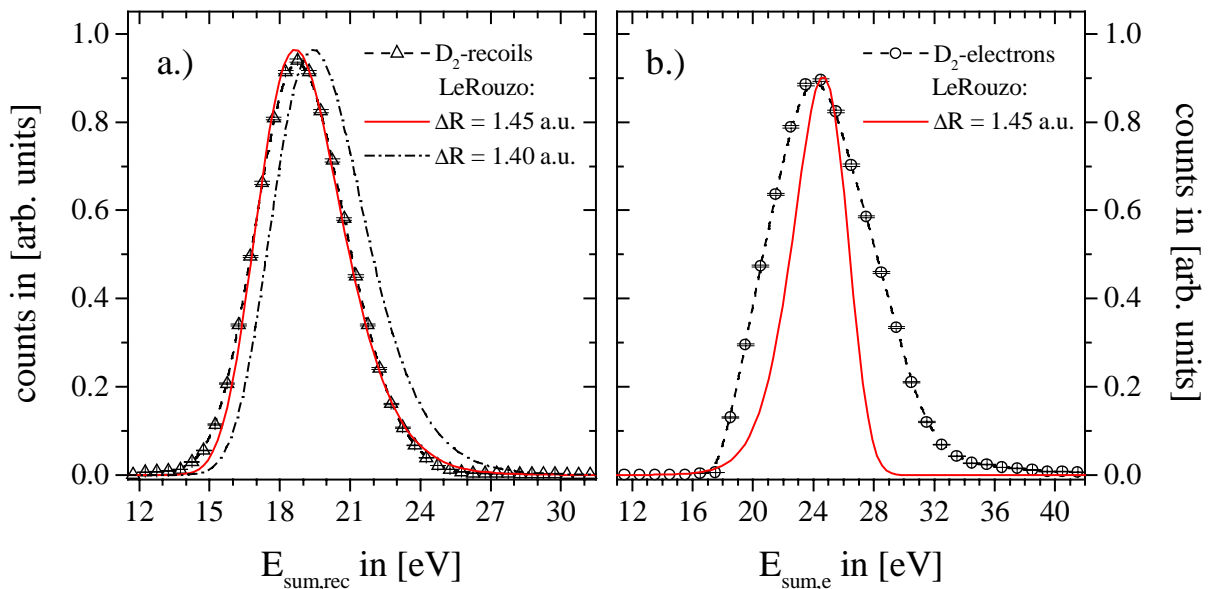 a.)
D₂-recoils
LeRouzo:
ΔR = 1.45 a.u.
ΔR = 1.40 a.u.
counts in [arb. units]
1.0
0.8
0.6
0.4
0.2
0.0
12 15 18 21 24 27 30
E_sum,rec in [eV]
b.)
D₂-electrons
LeRouzo:
ΔR = 1.45 a.u.
12 16 20 24 28 32 36 40
E_sum,e in [eV]
1.0
0.8
0.6
0.4
0.2
0.0
counts in [arb. units]